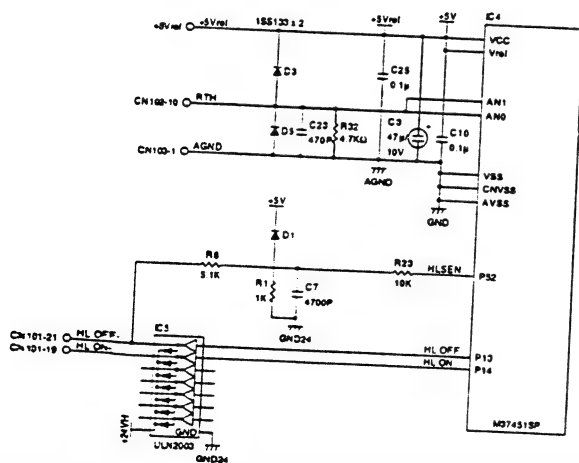 +5V
IC4
+5Vref
+5Vref
1SS133 x 2
+5Vref
VCC
Vref
D3
C25
0.1μ
AN1
AN0
CN102-10
RTH
D5
C23
470P
R32
4.7KΩ
C3
47μ
10V
C10
0.1μ
CN103-1
AGND
AGND
VSS
CNVSS
AVSS
GND
+5V
D1
R8
5.1K
R23
10K
HLSEN
P52
R1
1K
C7
4700P
GND24
IC5
CN101-21
HL OFF-
CN101-19
HL ON-
HL OFF
P13
HL ON
P14
+24VH
GND
ULN2003
GND24
M37451SP